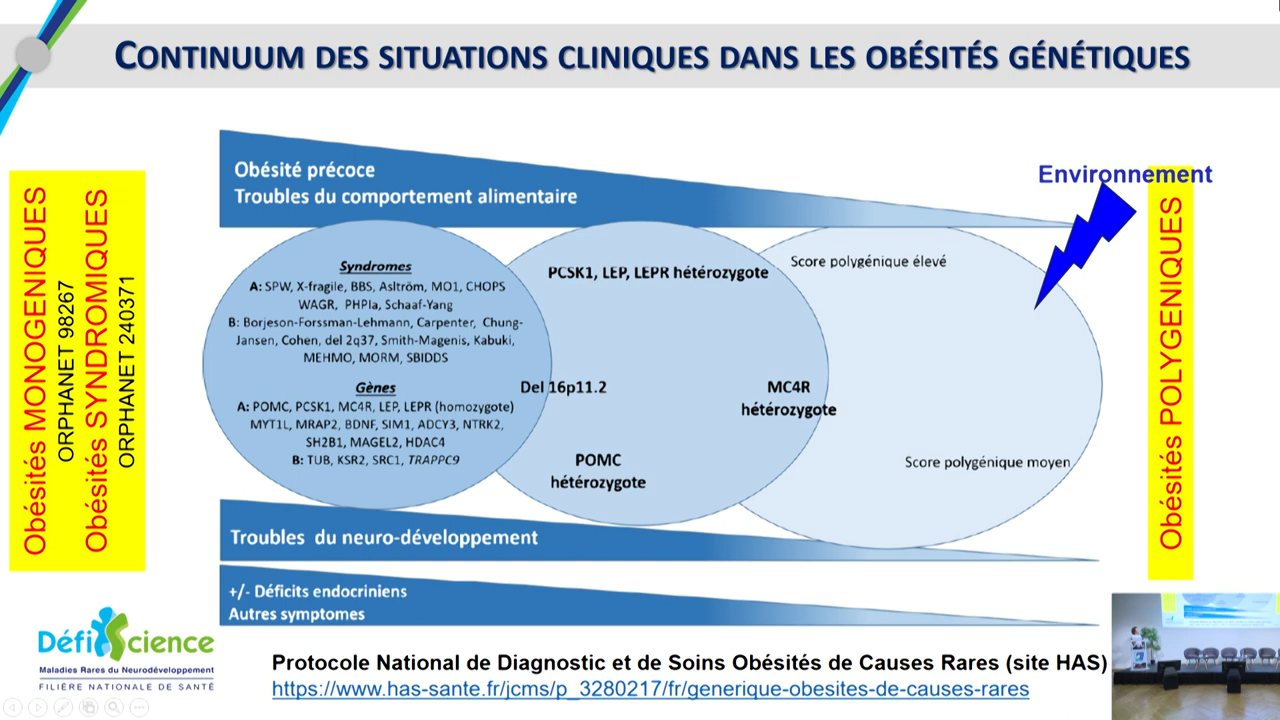 CONTINUUM DES SITUATIONS CLINIQUES DANS LES OBÉSITÉS GÉNÉTIQUES
Obésités MONOGENIQUES
ORPHANET 98267
Obésités SYNDROMIQUES
ORPHANET 240371
Obésité précoce
Troubles du comportement alimentaire
Environnement
Syndromes
A: SPW, X-fragile, BBS, Asltröm, MO1, CHOPS
WAGR, PHPIa, Schaaf-Yang
B: Borjeson-Forssman-Lehmann, Carpenter, Chung-
Jansen, Cohen, del 2q37, Smith-Magenis, Kabuki,
MEHMO, MORM, SBIDDS
Gènes
A: POMC, PCSK1, MC4R, LEP, LEPR (homozygote)
MYT1L, MRAP2, BDNF, SIM1, ADCY3, NTRK2,
SH2B1, MAGEL2, HDAC4
B: TUB, KSR2, SRC1, TRAPPC9
PCSK1, LEP, LEPR hétérozygote
Del 16p11.2
POMC
hétérozygote
MC4R
hétérozygote
Score polygénique élevé
Score polygénique moyen
Obésités POLYGENIQUES
Troubles du neuro-développement
+/- Déficits endocriniens
Autres symptomes
DéfiScience
Maladies Rares du Neurodéveloppement
FILIÈRE NATIONALE DE SANTÉ
Protocole National de Diagnostic et de Soins Obésités de Causes Rares (site HAS)
https://www.has-sante.fr/jcms/p_3280217/fr/generique-obesites-de-causes-rares